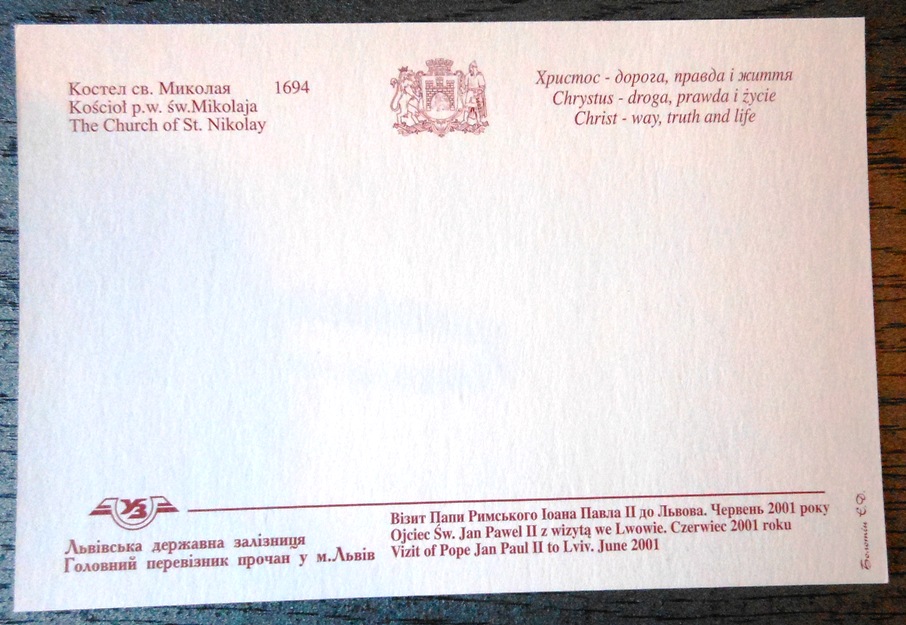 Костел св. Миколая 1694
Kościoł p.w. św.Mikolaja
The Church of St. Nikolay
Христос - дорога, правда і життя
Chrystus - droga, prawda i życie
Christ - way, truth and life
УЗ
Львівська державна залізниця
Головний перевізник прочан у м.Львів
Візит Папи Римського Іоана Павла ІІ до Львова. Червень 2001 року
Ojciec Św. Jan Pawel II z wizytą we Lwowie. Czerwiec 2001 roku
Vizit of Pope Jan Paul II to Lviv. June 2001
Болотін Є.Ф